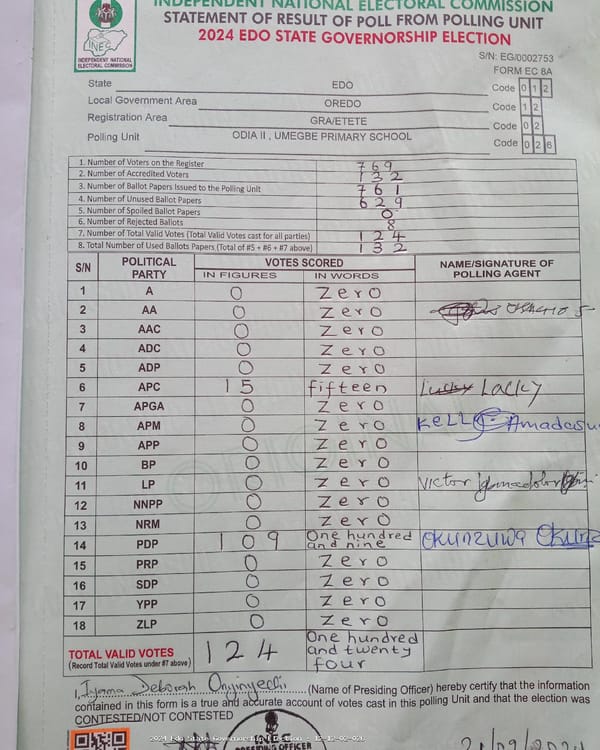 INDEPENDENT NATIONAL ELECTORAL COMMISSION
STATEMENT OF RESULT OF POLL FROM POLLING UNIT
2024 EDO STATE GOVERNORSHIP ELECTION
INEC
INDEPENDENT NATIONAL
ELECTORAL COMMISSION
S/N: EG/0002753
FORM EC 8A
State EDO Code 0 1 2
Local Government Area OREDO Code 1 2
Registration Area GRA/ETETE Code 0 2
Polling Unit ODIA II , UMEGBE PRIMARY SCHOOL Code 0 2 6
1. Number of Voters on the Register 769
2. Number of Accredited Voters 132
3. Number of Ballot Papers Issued to the Polling Unit 761
4. Number of Unused Ballot Papers 629
5. Number of Spoiled Ballot Papers 0
6. Number of Rejected Ballots 8
7. Number of Total Valid Votes (Total Valid Votes cast for all parties) 124
8. Total Number of Used Ballots Papers (Total of #5 + #6 + #7 above) 132
S/N POLITICAL PARTY VOTES SCORED NAME/SIGNATURE OF POLLING AGENT
IN FIGURES IN WORDS
1 A 0 Zero
2 AA 0 Zero
3 AAC 0 Zero
4 ADC 0 Zero
5 ADP 0 Zero
6 APC 15 fifteen Lucky Lacky
7 APGA 0 Zero
8 APM 0 Zero KELLY Amadasu
9 APP 0 Zero
10 BP 0 Zero
11 LP 0 Zero Victor
12 NNPP 0 Zero
13 NRM 0 Zero
14 PDP 109 One hundred and nine Okunzuwa
15 PRP 0 Zero
16 SDP 0 Zero
17 YPP 0 Zero
18 ZLP 0 Zero
TOTAL VALID VOTES 124 One hundred and twenty four
(Record Total Valid Votes under #7 above)
I, Iyama Deborah Onyinyechi (Name of Presiding Officer) hereby certify that the information
contained in this form is a true and accurate account of votes cast in this polling Unit and that the election was
CONTESTED/NOT CONTESTED
PRESIDING OFFICER
2024 Edo State Governorship Election - 12-12-02-026